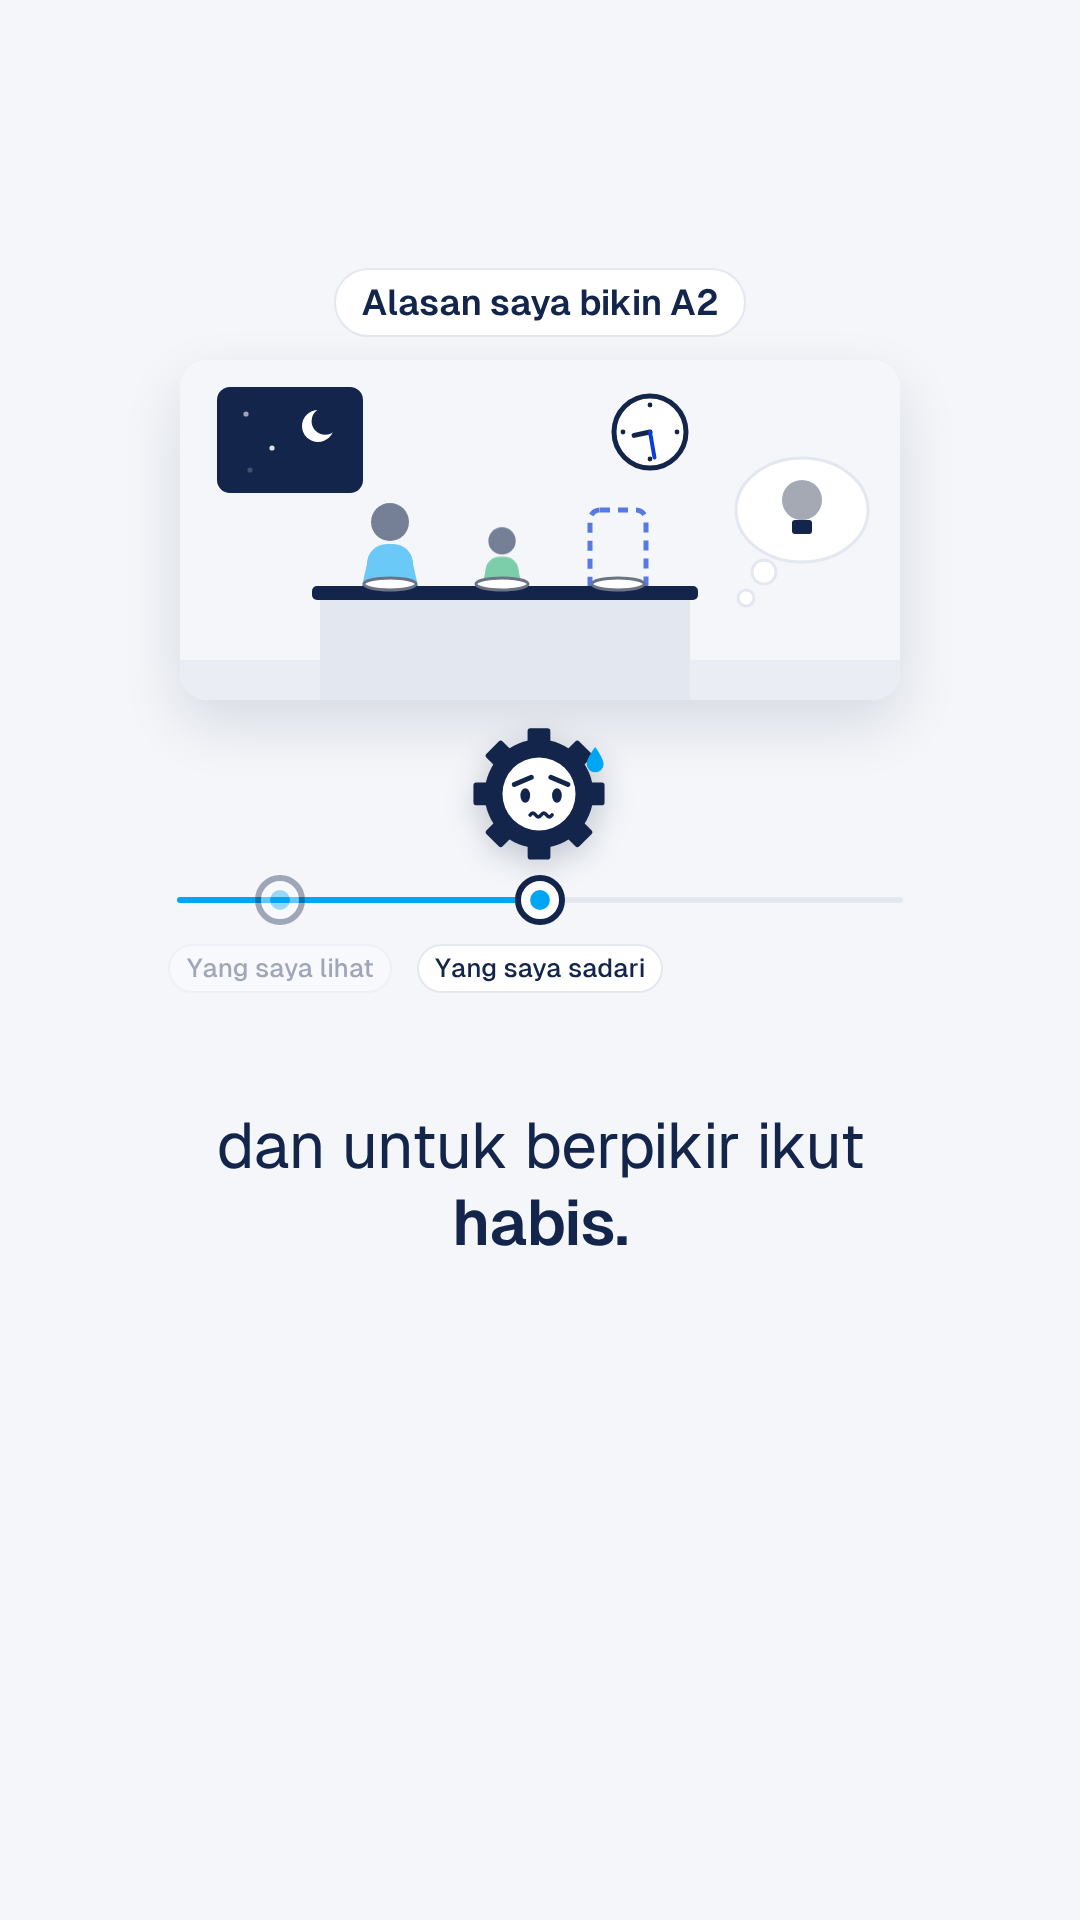 Alasan saya bikin A2
Yang saya lihat
Yang saya sadari
dan untuk berpikir ikut
habis.